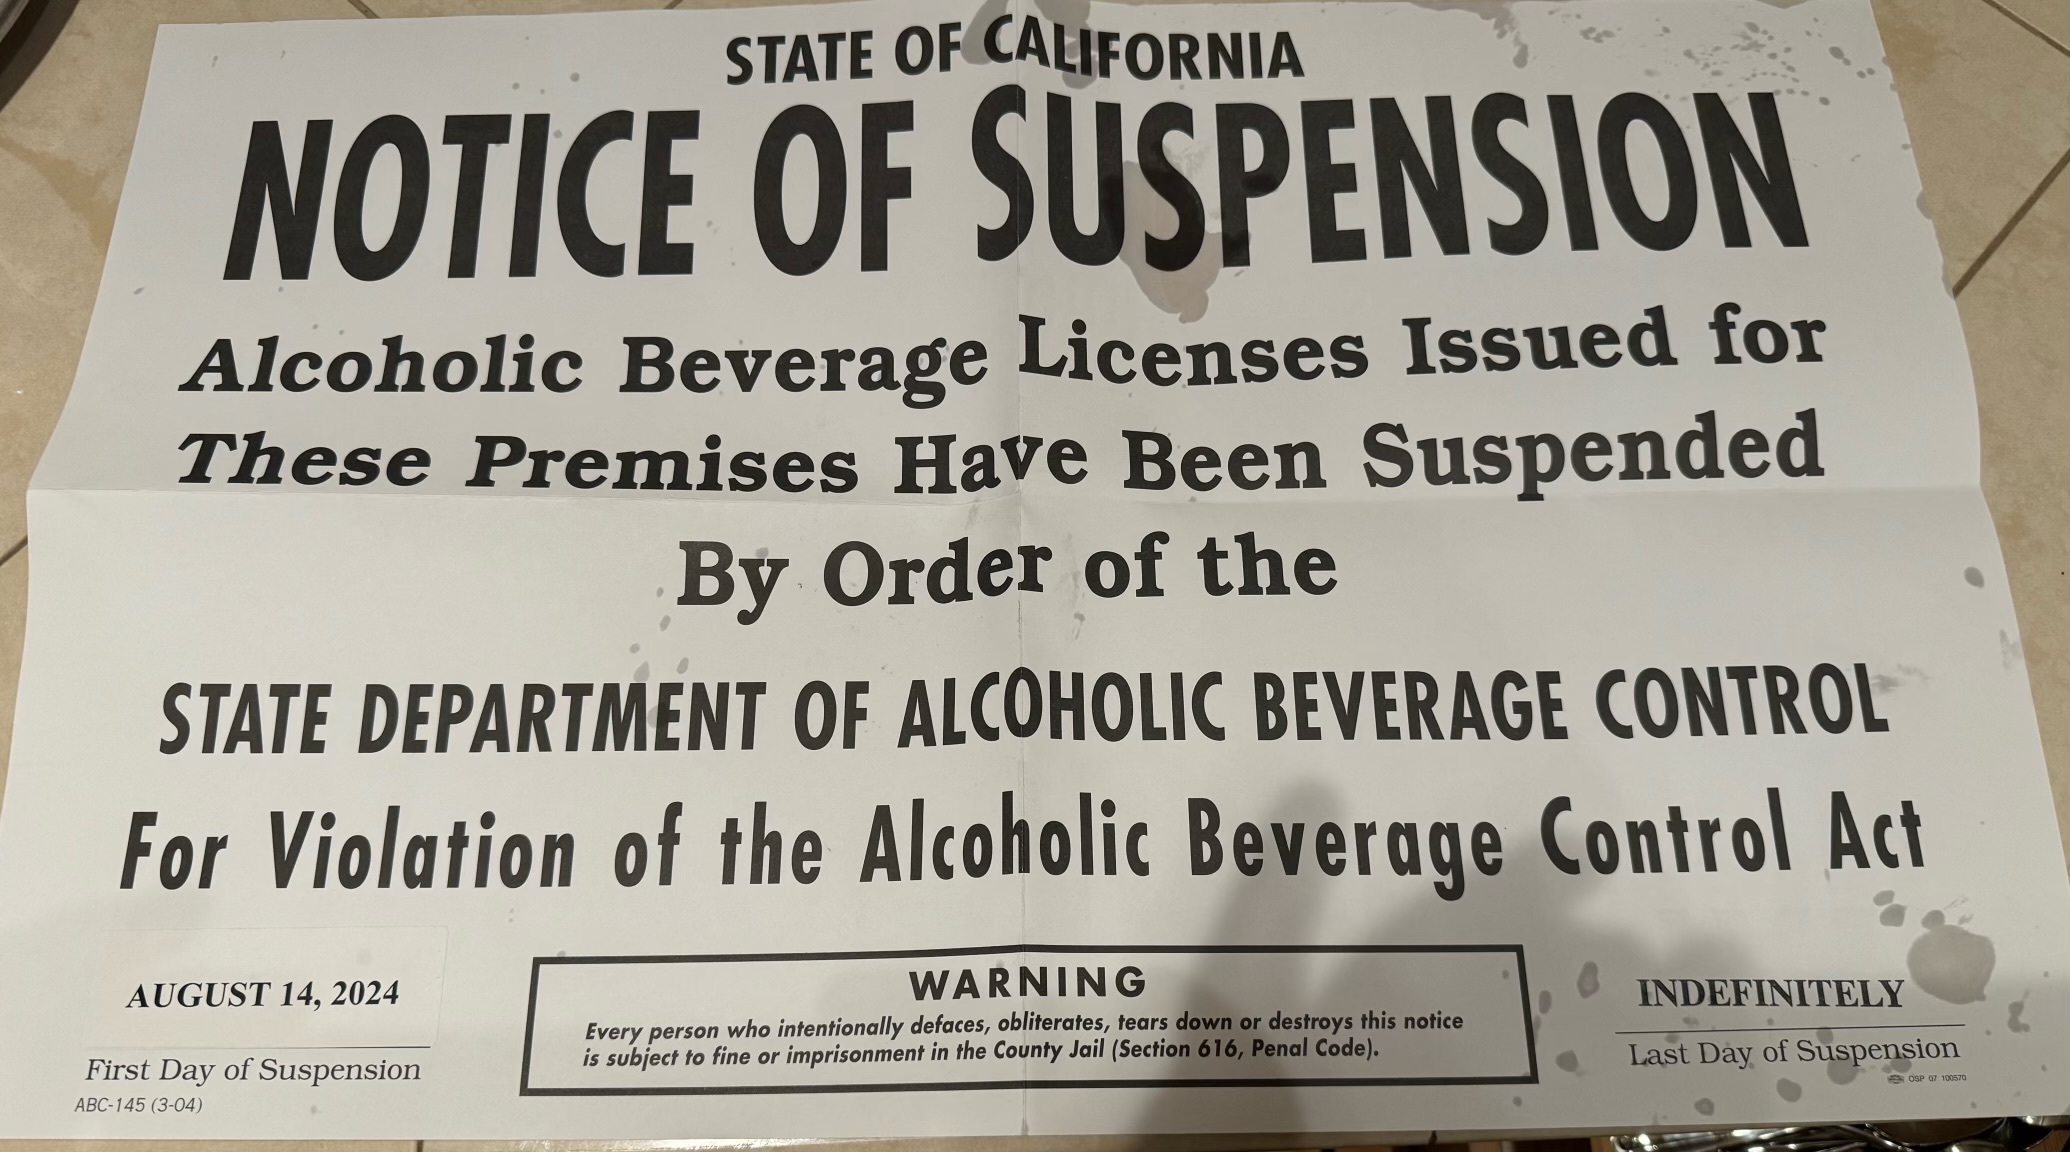 STATE OF CALIFORNIA
NOTICE OF SUSPENSION
Alcoholic Beverage Licenses Issued for
These Premises Have Been Suspended
By Order of the
STATE DEPARTMENT OF ALCOHOLIC BEVERAGE CONTROL
For Violation of the Alcoholic Beverage Control Act
AUGUST 14, 2024
First Day of Suspension
ABC-145 (3-04)
WARNING
Every person who intentionally defaces, obliterates, tears down or destroys this notice
is subject to fine or imprisonment in the County Jail (Section 616, Penal Code).
INDEFINITELY
Last Day of Suspension
OSP 07 100570